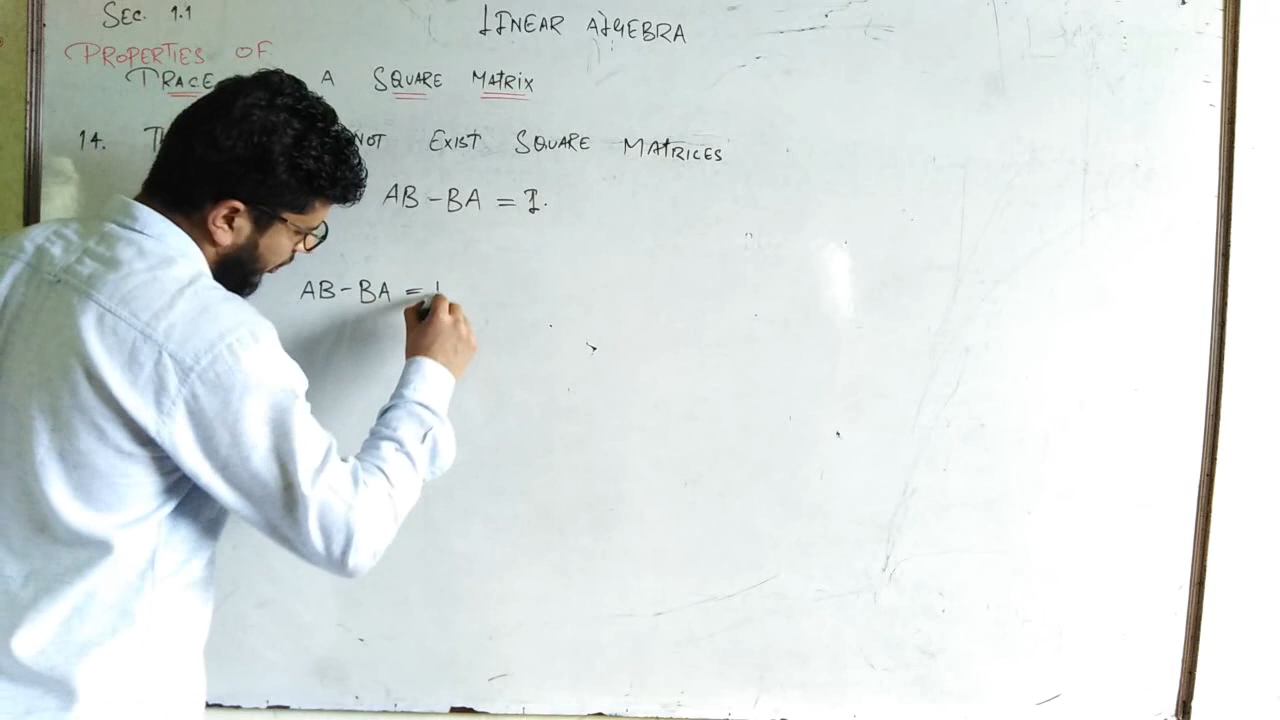 SEC. 1.1
LINEAR ALGEBRA
PROPERTIES OF
TRACE A SQUARE MATRIX
14. NOT EXIST SQUARE MATRICES
AB - BA = I.
AB - BA =